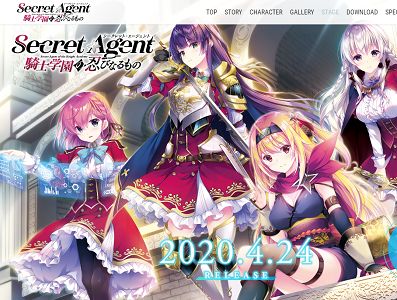 Secret Agent
騎士学園の忍びなるもの
TOP STORY CHARACTER GALLERY STAGE DOWNLOAD SPE
シークレット・エージェント
Secret Agent
騎士学園の忍びなるもの
2020.4.24
RELEASE